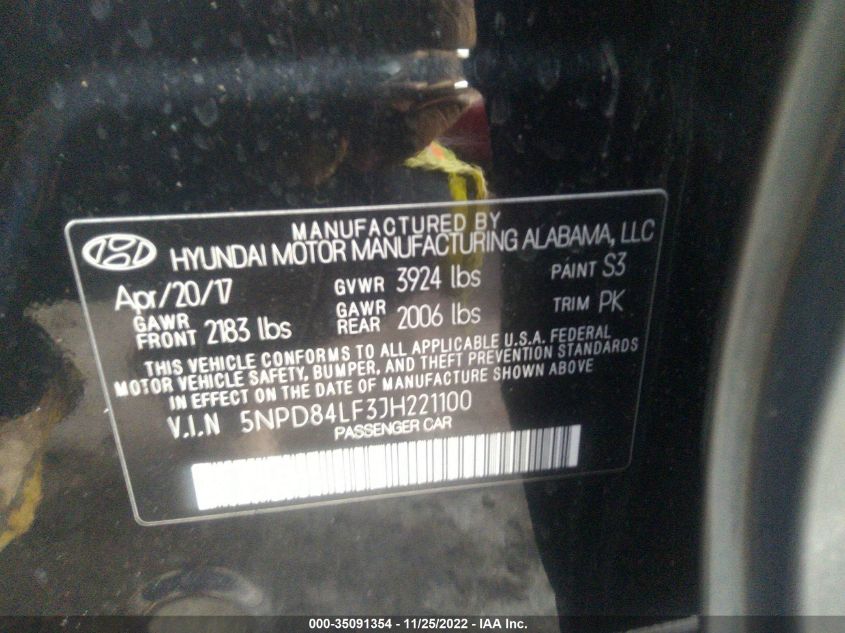 MANUFACTURED BY
HYUNDAI MOTOR MANUFACTURING ALABAMA, LLC
Apr/20/17 GVWR 3924 lbs PAINT S3
GAWR FRONT 2183 lbs GAWR REAR 2006 lbs TRIM PK
THIS VEHICLE CONFORMS TO ALL APPLICABLE U.S.A. FEDERAL
MOTOR VEHICLE SAFETY, BUMPER, AND THEFT PREVENTION STANDARDS
IN EFFECT ON THE DATE OF MANUFACTURE SHOWN ABOVE
V.I.N 5NPD84LF3JH221100
PASSENGER CAR
000-35091354 - 11/25/2022 - IAA Inc.